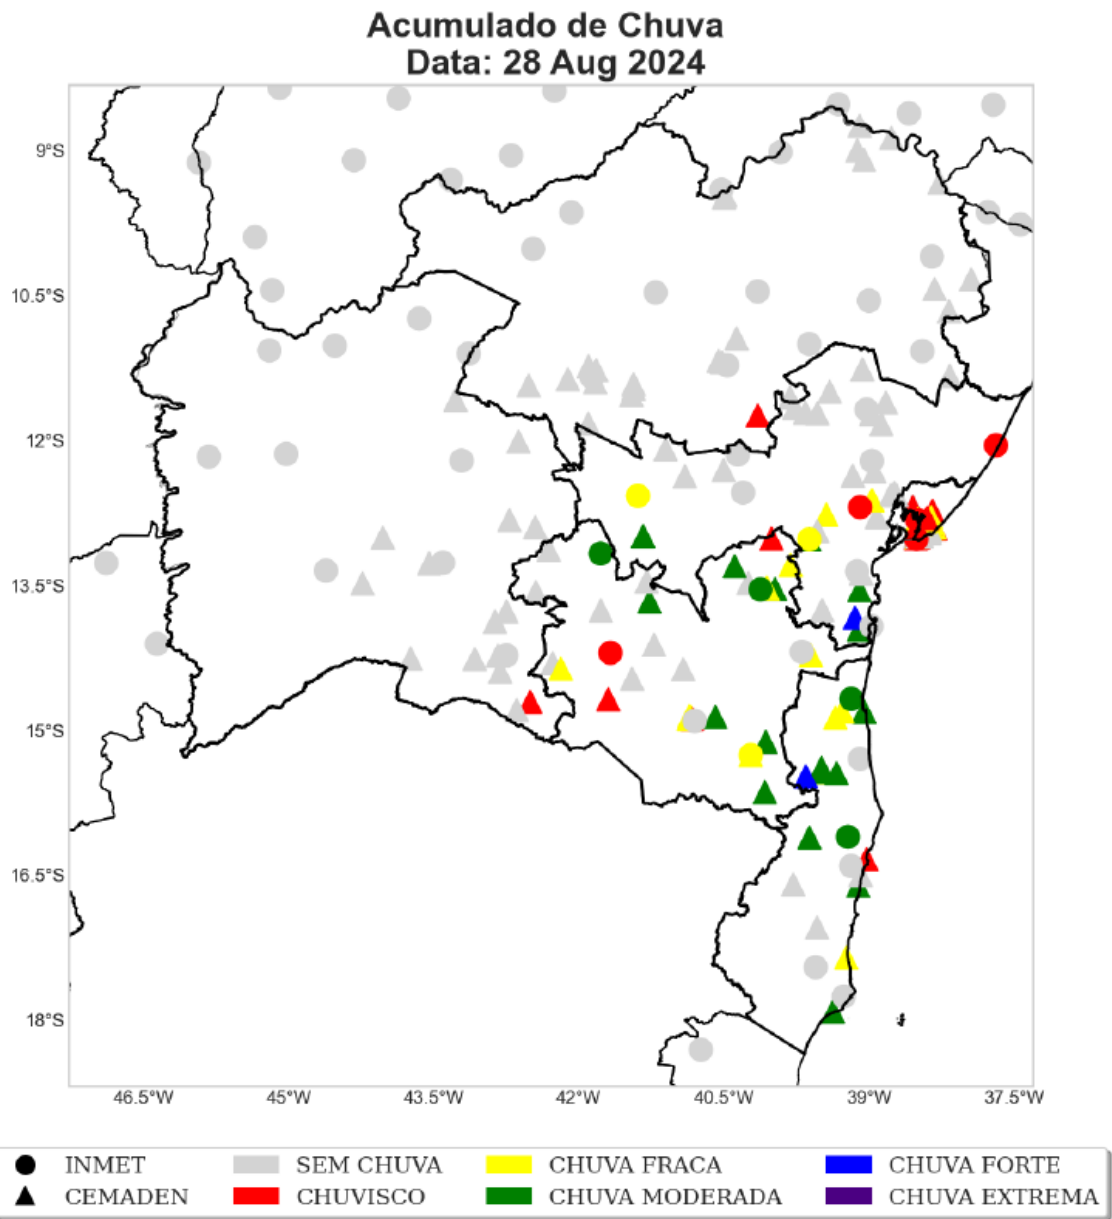 Acumulado de Chuva
Data: 28 Aug 2024
9°S
10.5°S
12°S
13.5°S
15°S
16.5°S
18°S
46.5°W 45°W 43.5°W 42°W 40.5°W 39°W 37.5°W
INMET SEM CHUVA CHUVA FRACA CHUVA FORTE
CEMADEN CHUVISCO CHUVA MODERADA CHUVA EXTREMA